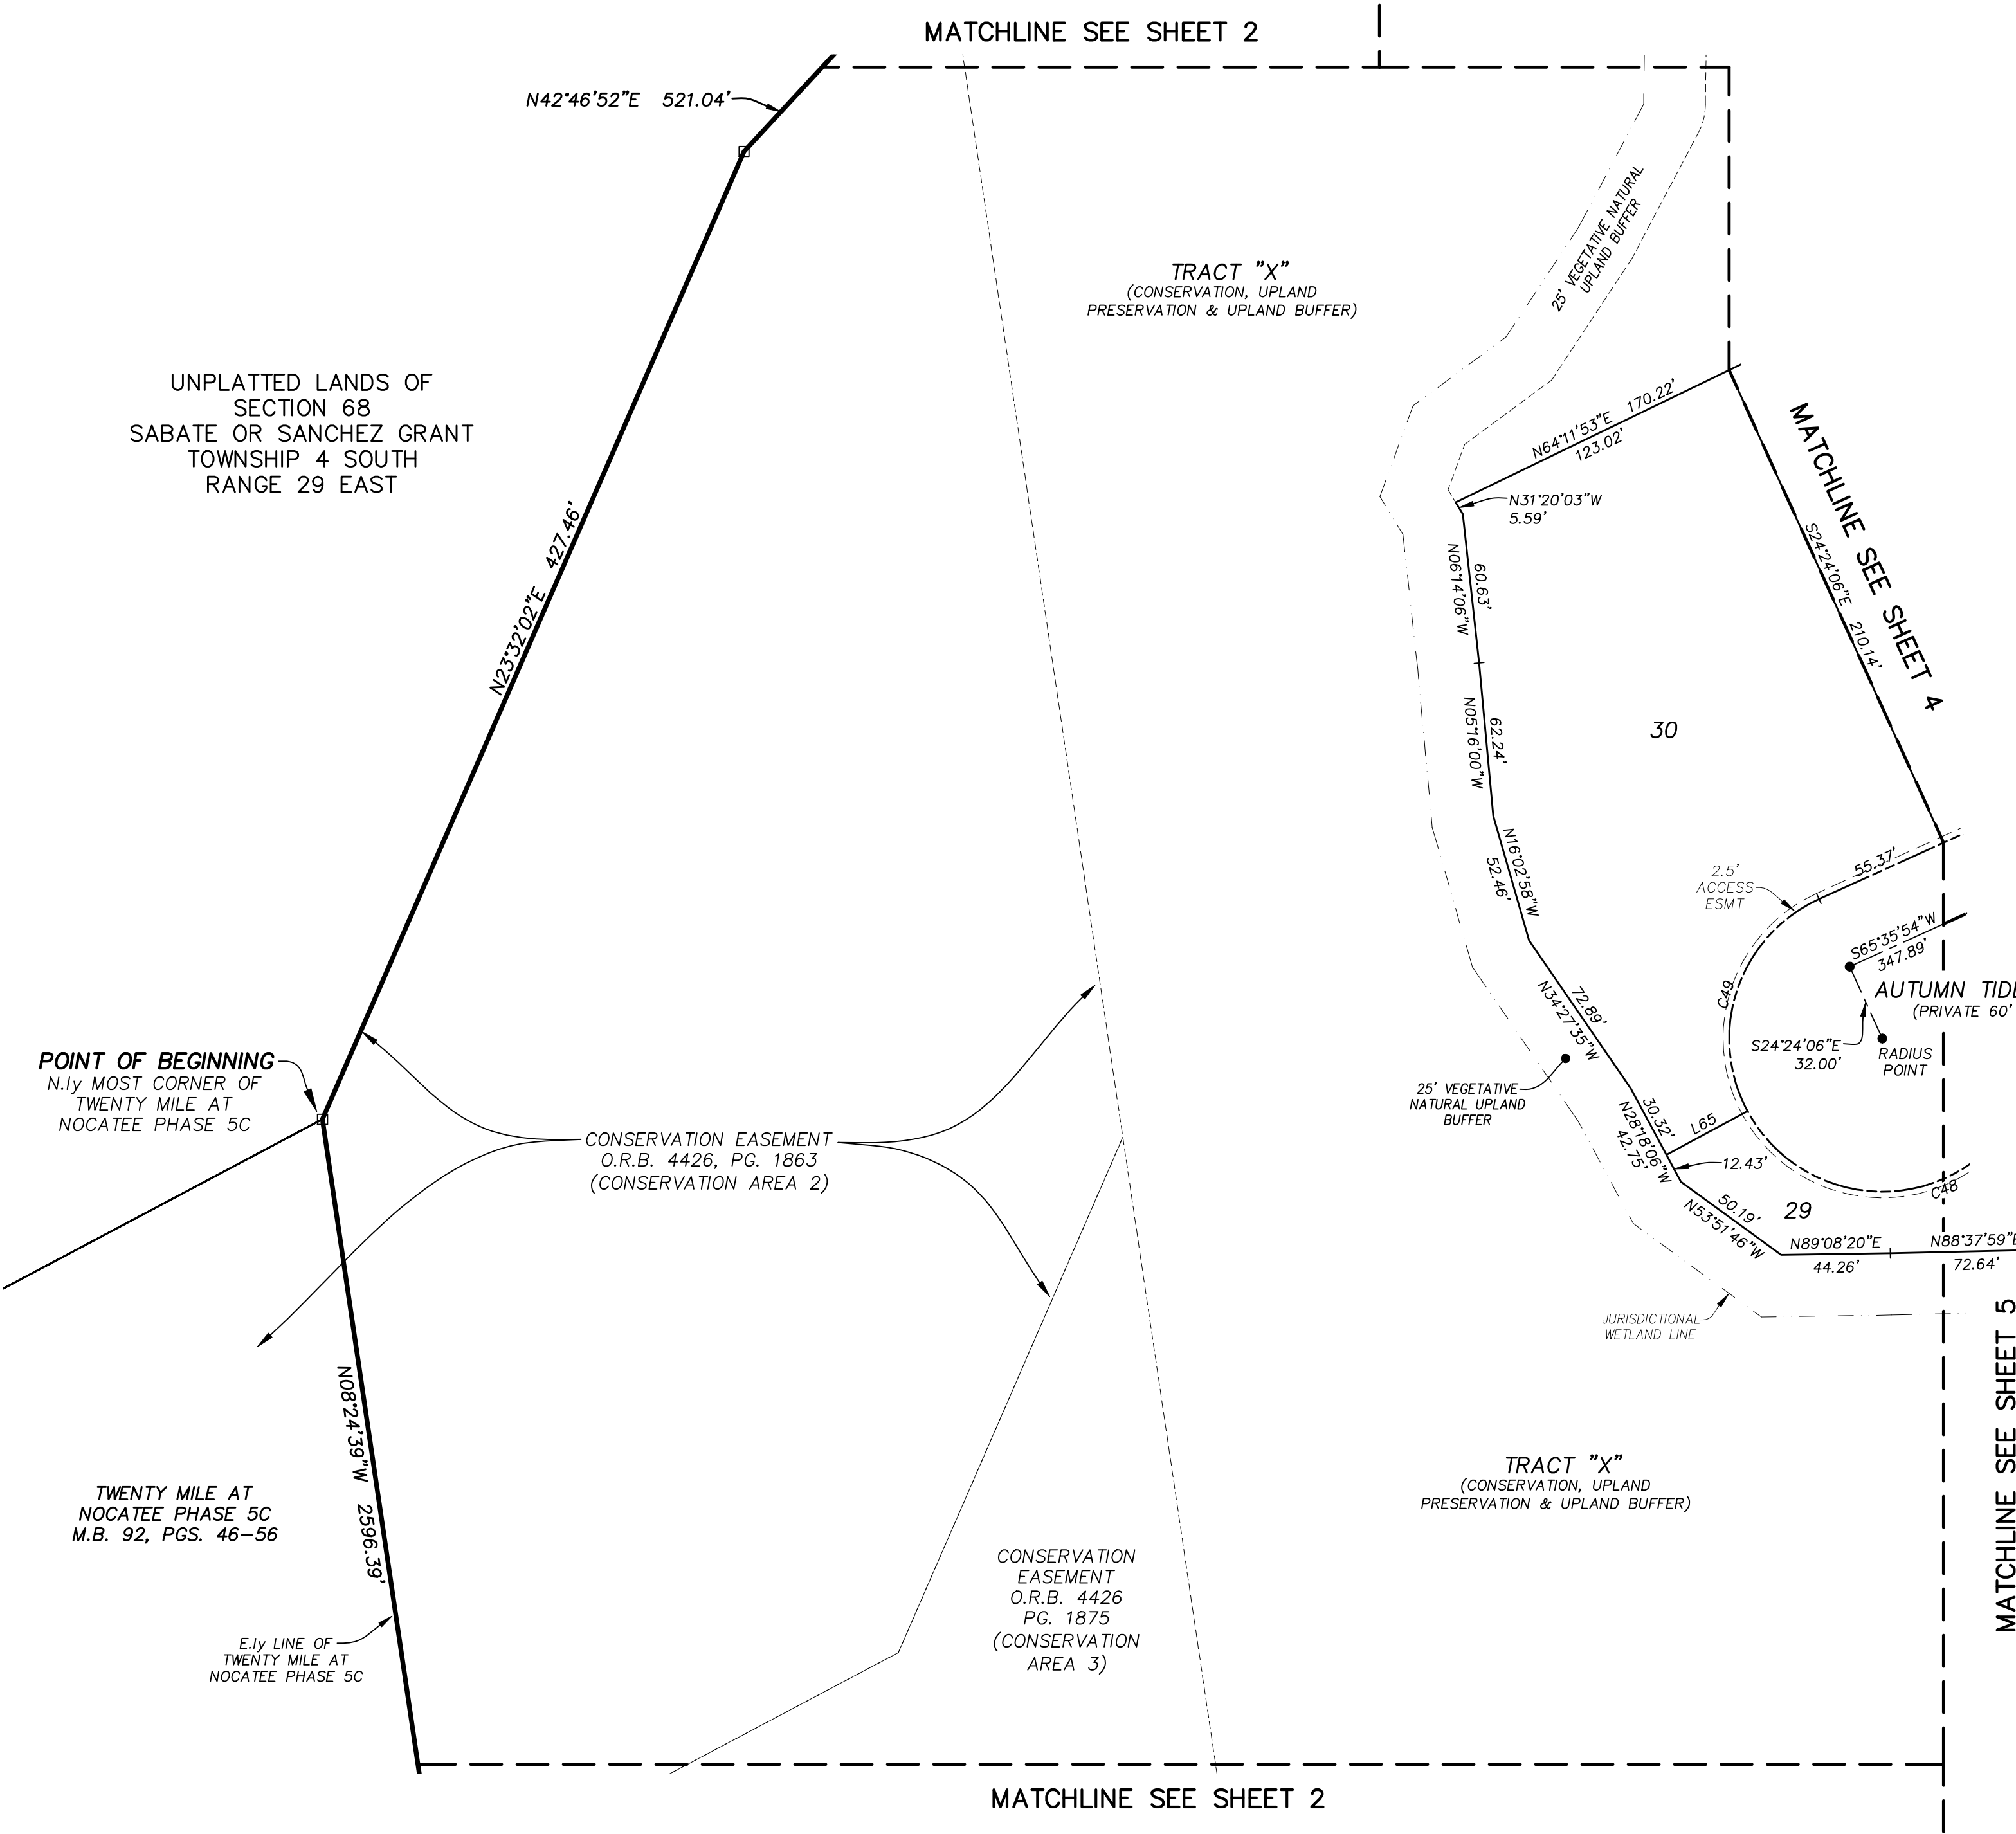 MATCHLINE SEE SHEET 2
N42°46'52"E 521.04'
25' VEGETATIVE NATURAL
UPLAND BUFFER
TRACT "X"
(CONSERVATION, UPLAND
PRESERVATION & UPLAND BUFFER)
UNPLATTED LANDS OF
SECTION 68
SABATE OR SANCHEZ GRANT
TOWNSHIP 4 SOUTH
RANGE 29 EAST
N23°32'02"E 427.46'
N64°11'53"E 170.22'
123.02'
N31°20'03"W
5.59'
MATCHLINE SEE SHEET 4
S24°24'06"E 210.14'
N06°14'06"W
60.63'
N05°16'00"W
62.24'
30
N16°02'58"W
52.46'
2.5'
ACCESS
ESMT
55.37'
S65°35'54"W
347.89'
C49
AUTUMN TIDE
(PRIVATE 60'
S24°24'06"E
32.00'
RADIUS
POINT
72.89'
N34°27'35"W
25' VEGETATIVE
NATURAL UPLAND
BUFFER
POINT OF BEGINNING
N.ly MOST CORNER OF
TWENTY MILE AT
NOCATEE PHASE 5C
CONSERVATION EASEMENT
O.R.B. 4426, PG. 1863
(CONSERVATION AREA 2)
30.32'
N28°18'06"W
42.75'
L65
12.43'
C48
50.19'
N53°51'46"W
29
N89°08'20"E
44.26'
N88°37'59"E
72.64'
JURISDICTIONAL
WETLAND LINE
MATCHLINE SEE SHEET 5
N08°24'39"W 2596.39'
TWENTY MILE AT
NOCATEE PHASE 5C
M.B. 92, PGS. 46-56
TRACT "X"
(CONSERVATION, UPLAND
PRESERVATION & UPLAND BUFFER)
CONSERVATION
EASEMENT
O.R.B. 4426
PG. 1875
(CONSERVATION
AREA 3)
E.ly LINE OF
TWENTY MILE AT
NOCATEE PHASE 5C
MATCHLINE SEE SHEET 2